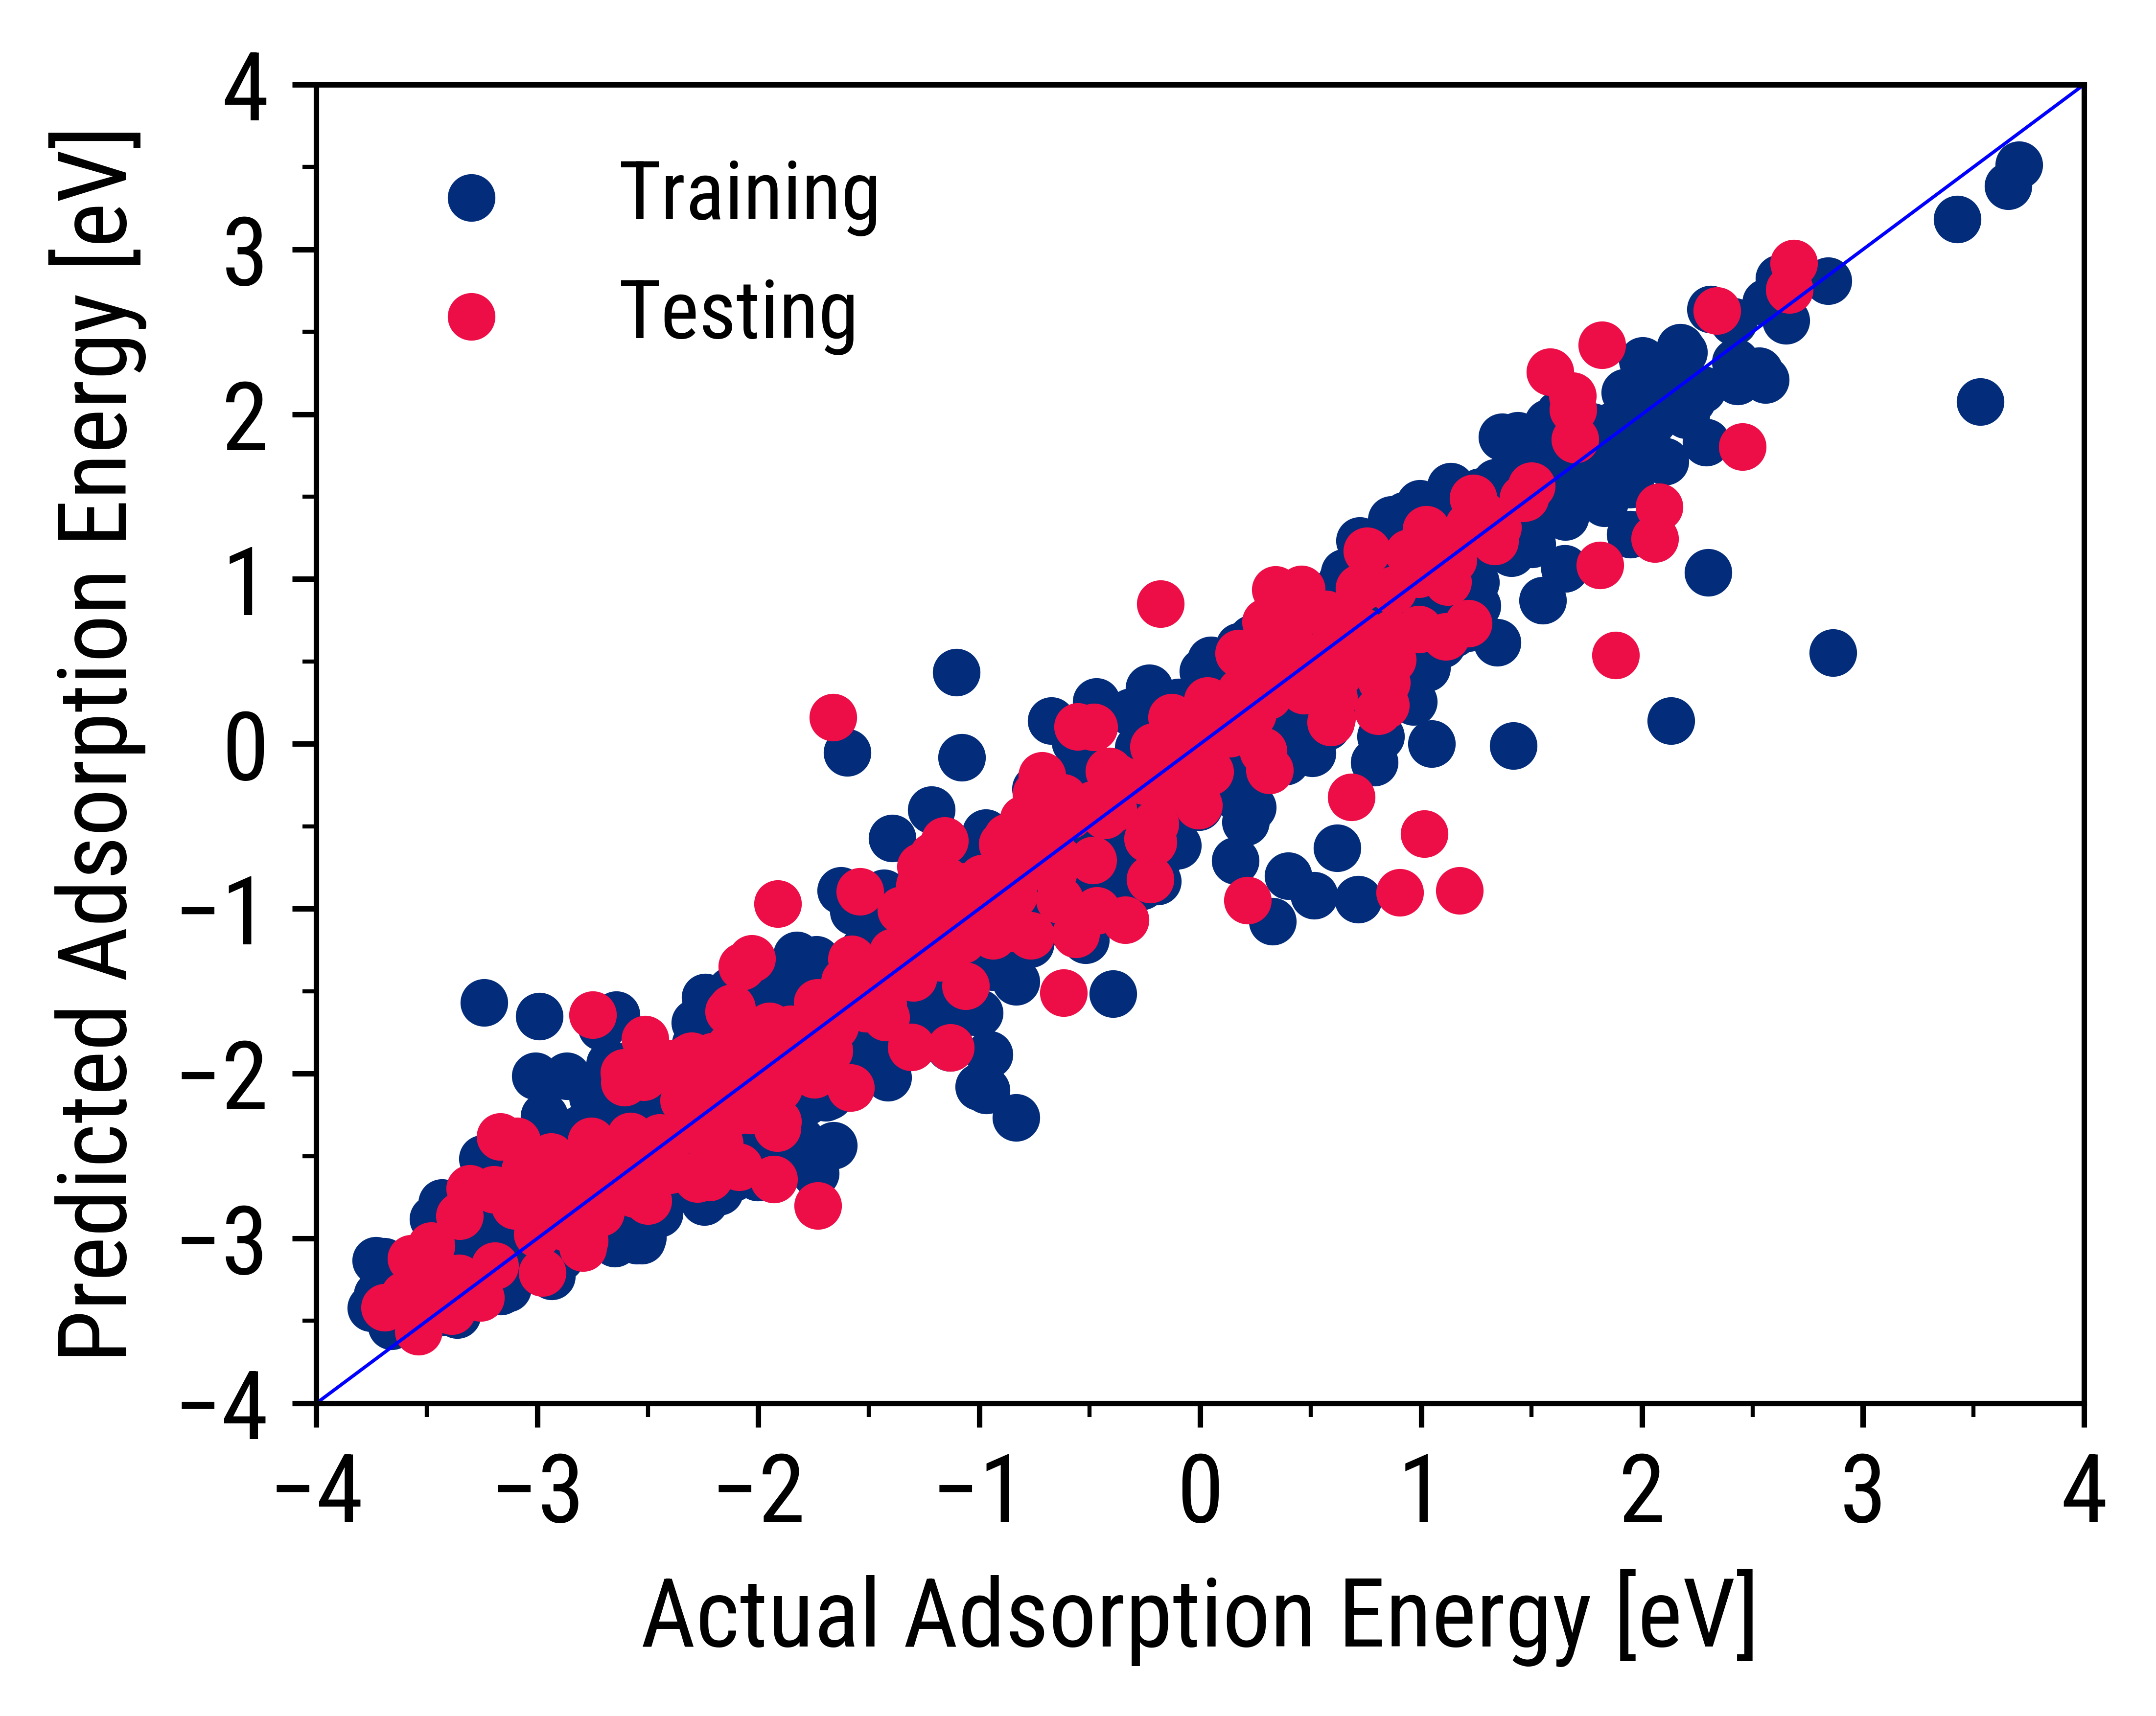 Predicted Adsorption Energy [eV]
4
3
2
1
0
−1
−2
−3
−4
Training
Testing
−4 −3 −2 −1 0 1 2 3 4
Actual Adsorption Energy [eV]